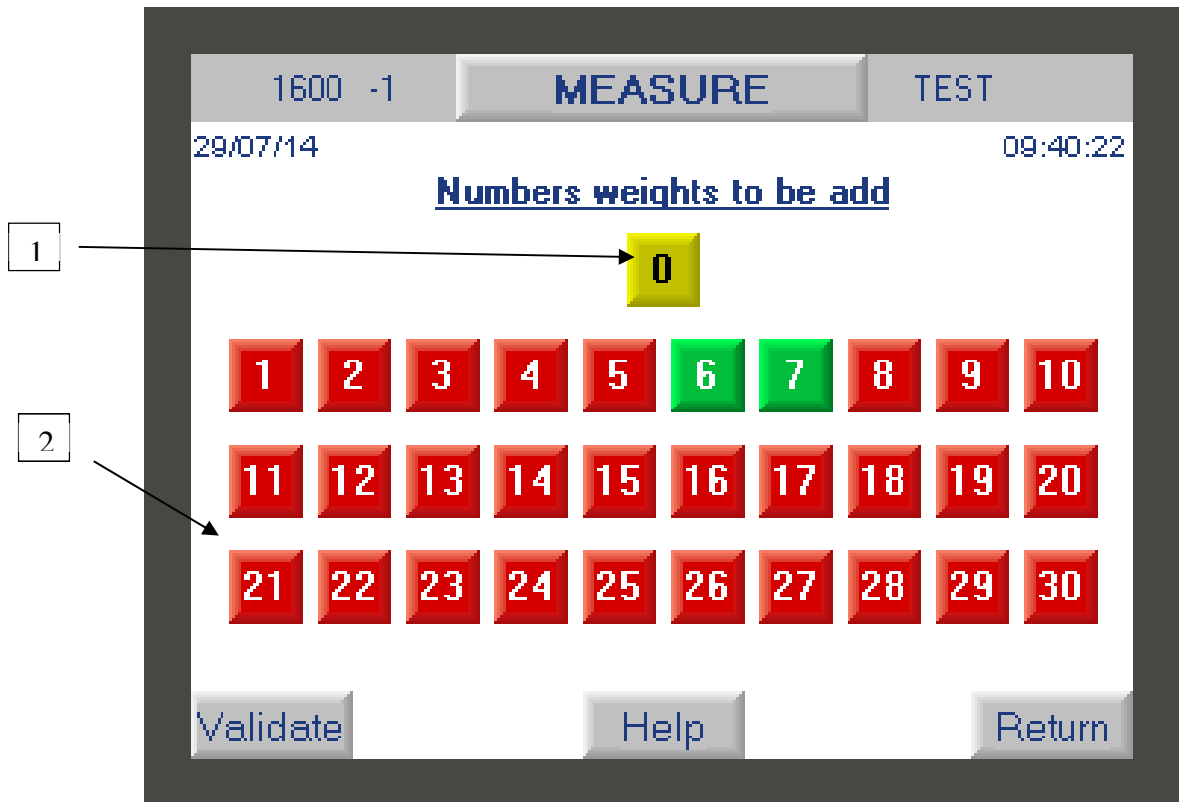 1600 -1 MEASURE TEST
29/07/14 09:40:22
Numbers weights to be add
1
0
1 2 3 4 5 6 7 8 9 10
2
11 12 13 14 15 16 17 18 19 20
21 22 23 24 25 26 27 28 29 30
Validate Help Return